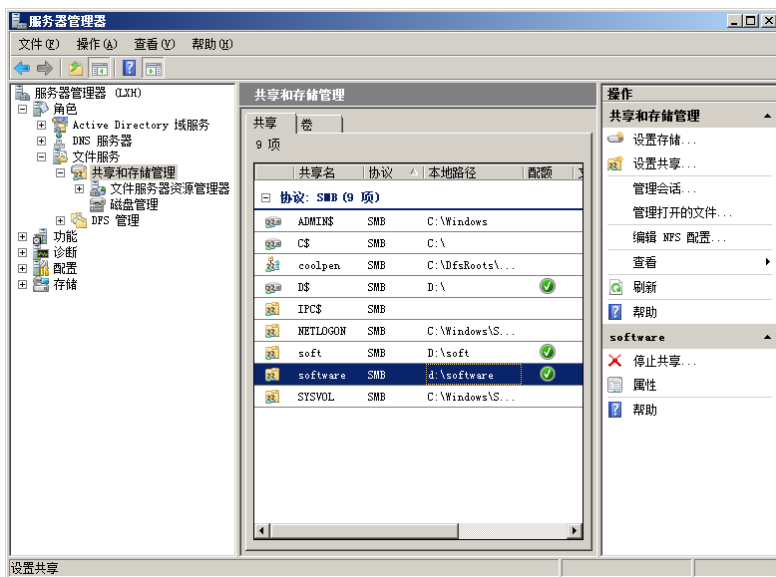 服务器管理器
文件(F) 操作(A) 查看(V) 帮助(H)
服务器管理器 (LXH)
角色
Active Directory 域服务
DNS 服务器
文件服务
共享和存储管理
文件服务器资源管理器
磁盘管理
DFS 管理
功能
诊断
配置
存储
共享和存储管理
共享 卷
9 项
共享名 协议 本地路径 配额
协议: SMB (9 项)
ADMIN$ SMB C:\Windows
C$ SMB C:\
coolpen SMB C:\DfsRoots\...
D$ SMB D:\
IPC$ SMB
NETLOGON SMB C:\Windows\S...
soft SMB D:\soft
software SMB d:\software
SYSVOL SMB C:\Windows\S...
操作
共享和存储管理
设置存储...
设置共享...
管理会话...
管理打开的文件...
编辑 NFS 配置...
查看
刷新
帮助
software
停止共享...
属性
帮助
设置共享